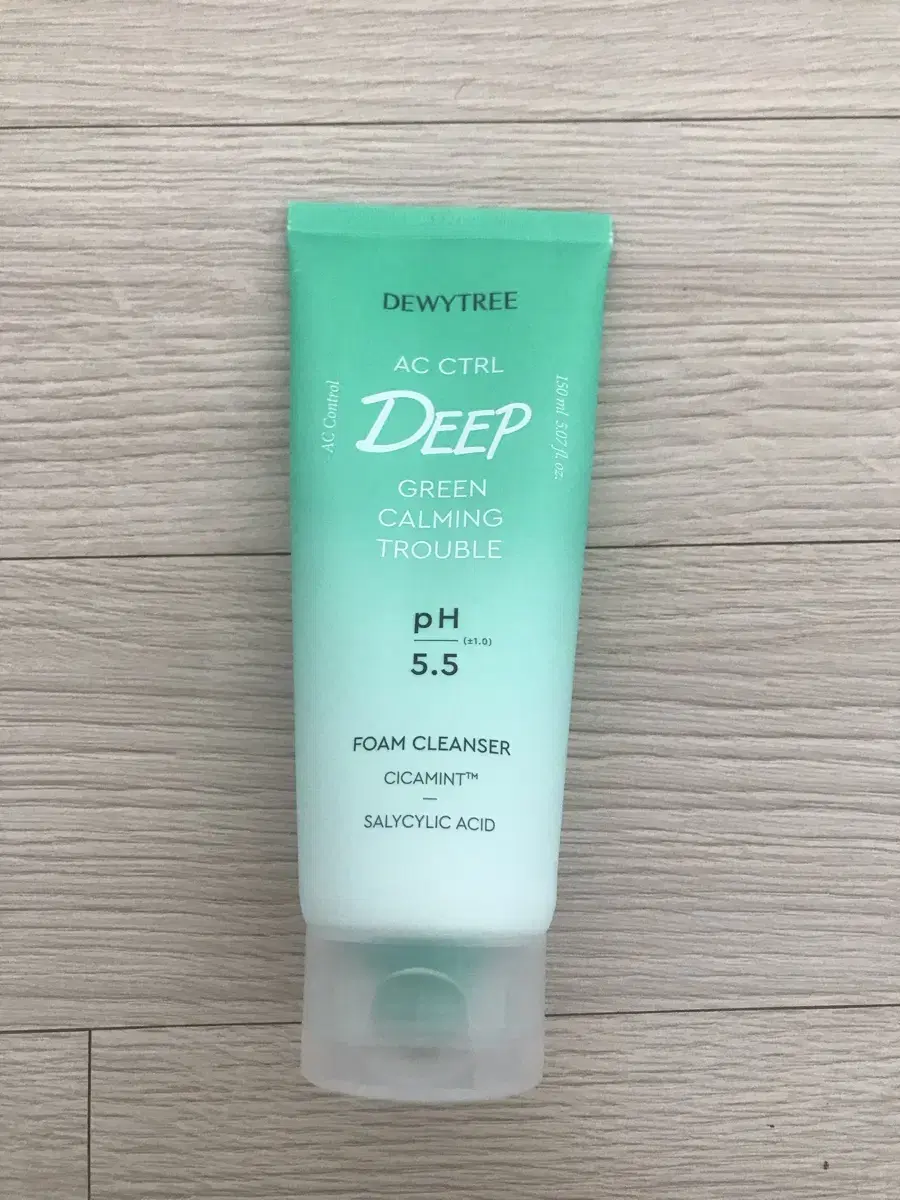 DEWYTREE
AC CTRL
DEEP
AC Control
150 ml 5.07 fl. oz.
GREEN
CALMING
TROUBLE
pH
(±1.0)
5.5
FOAM CLEANSER
CICAMINT™
SALYCYLIC ACID